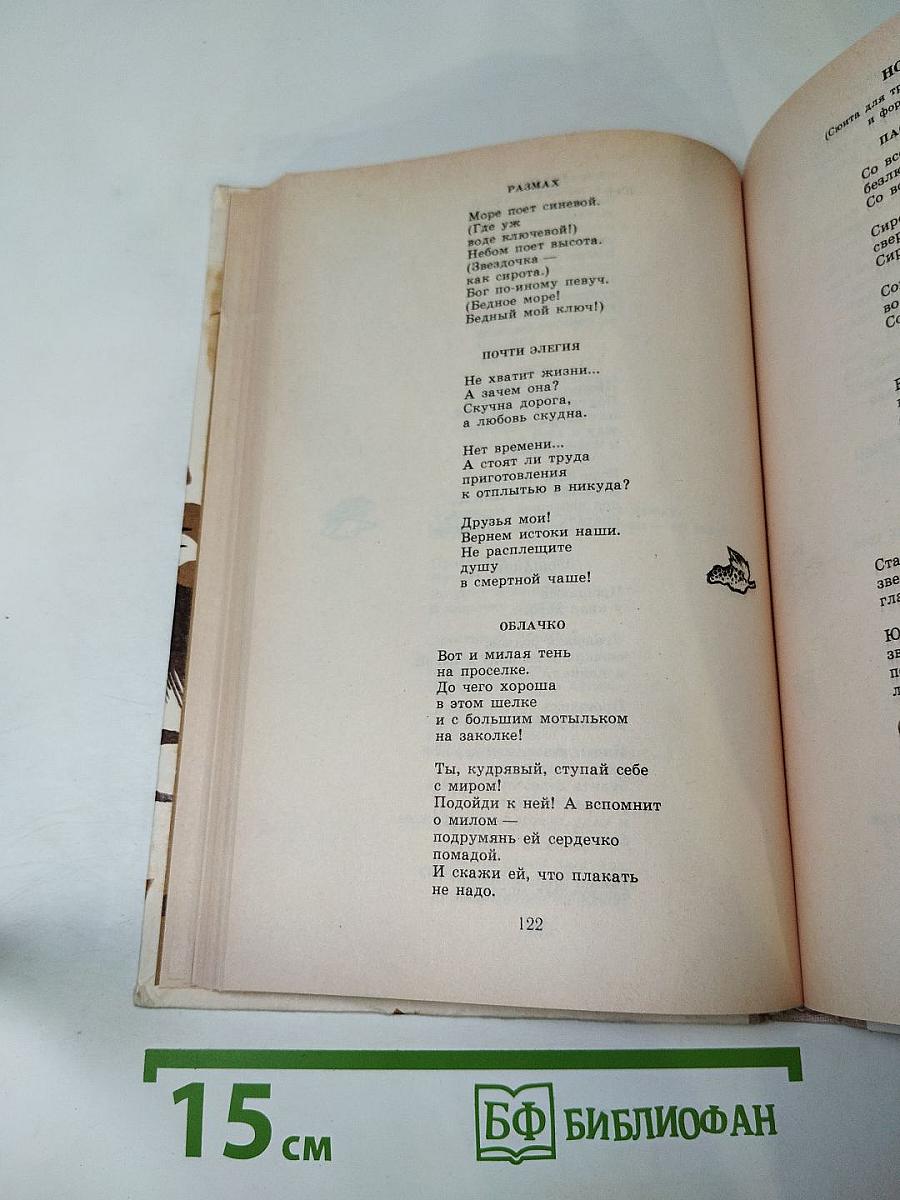 РАЗМАХ
Море поет синевой.
(Где уж
воде ключевой!)
Небом поет высота.
(Звездочка —
как сирота.)
Бог по-иному певуч.
(Бедное море!
Бедный мой ключ!)
ПОЧТИ ЭЛЕГИЯ
Не хватит жизни...
А зачем она?
Скучна дорога,
а любовь скудна.
Нет времени...
А стоят ли труда
приготовления
к отплытью в никуда?
Друзья мои!
Вернем истоки наши.
Не расплещите
душу
в смертной чаше!
ОБЛАЧКО
Вот и милая тень
на проселке.
До чего хороша
в этом шелке
и с большим мотыльком
на заколке!
Ты, кудрявый, ступай себе
с миром!
Подойди к ней! А вспомнит
о милом —
подрумянь ей сердечко
помадой.
И скажи ей, что плакать
не надо.
122
(Сюита для
и
Со
Со
15 см
БФ БИБЛИОФАН